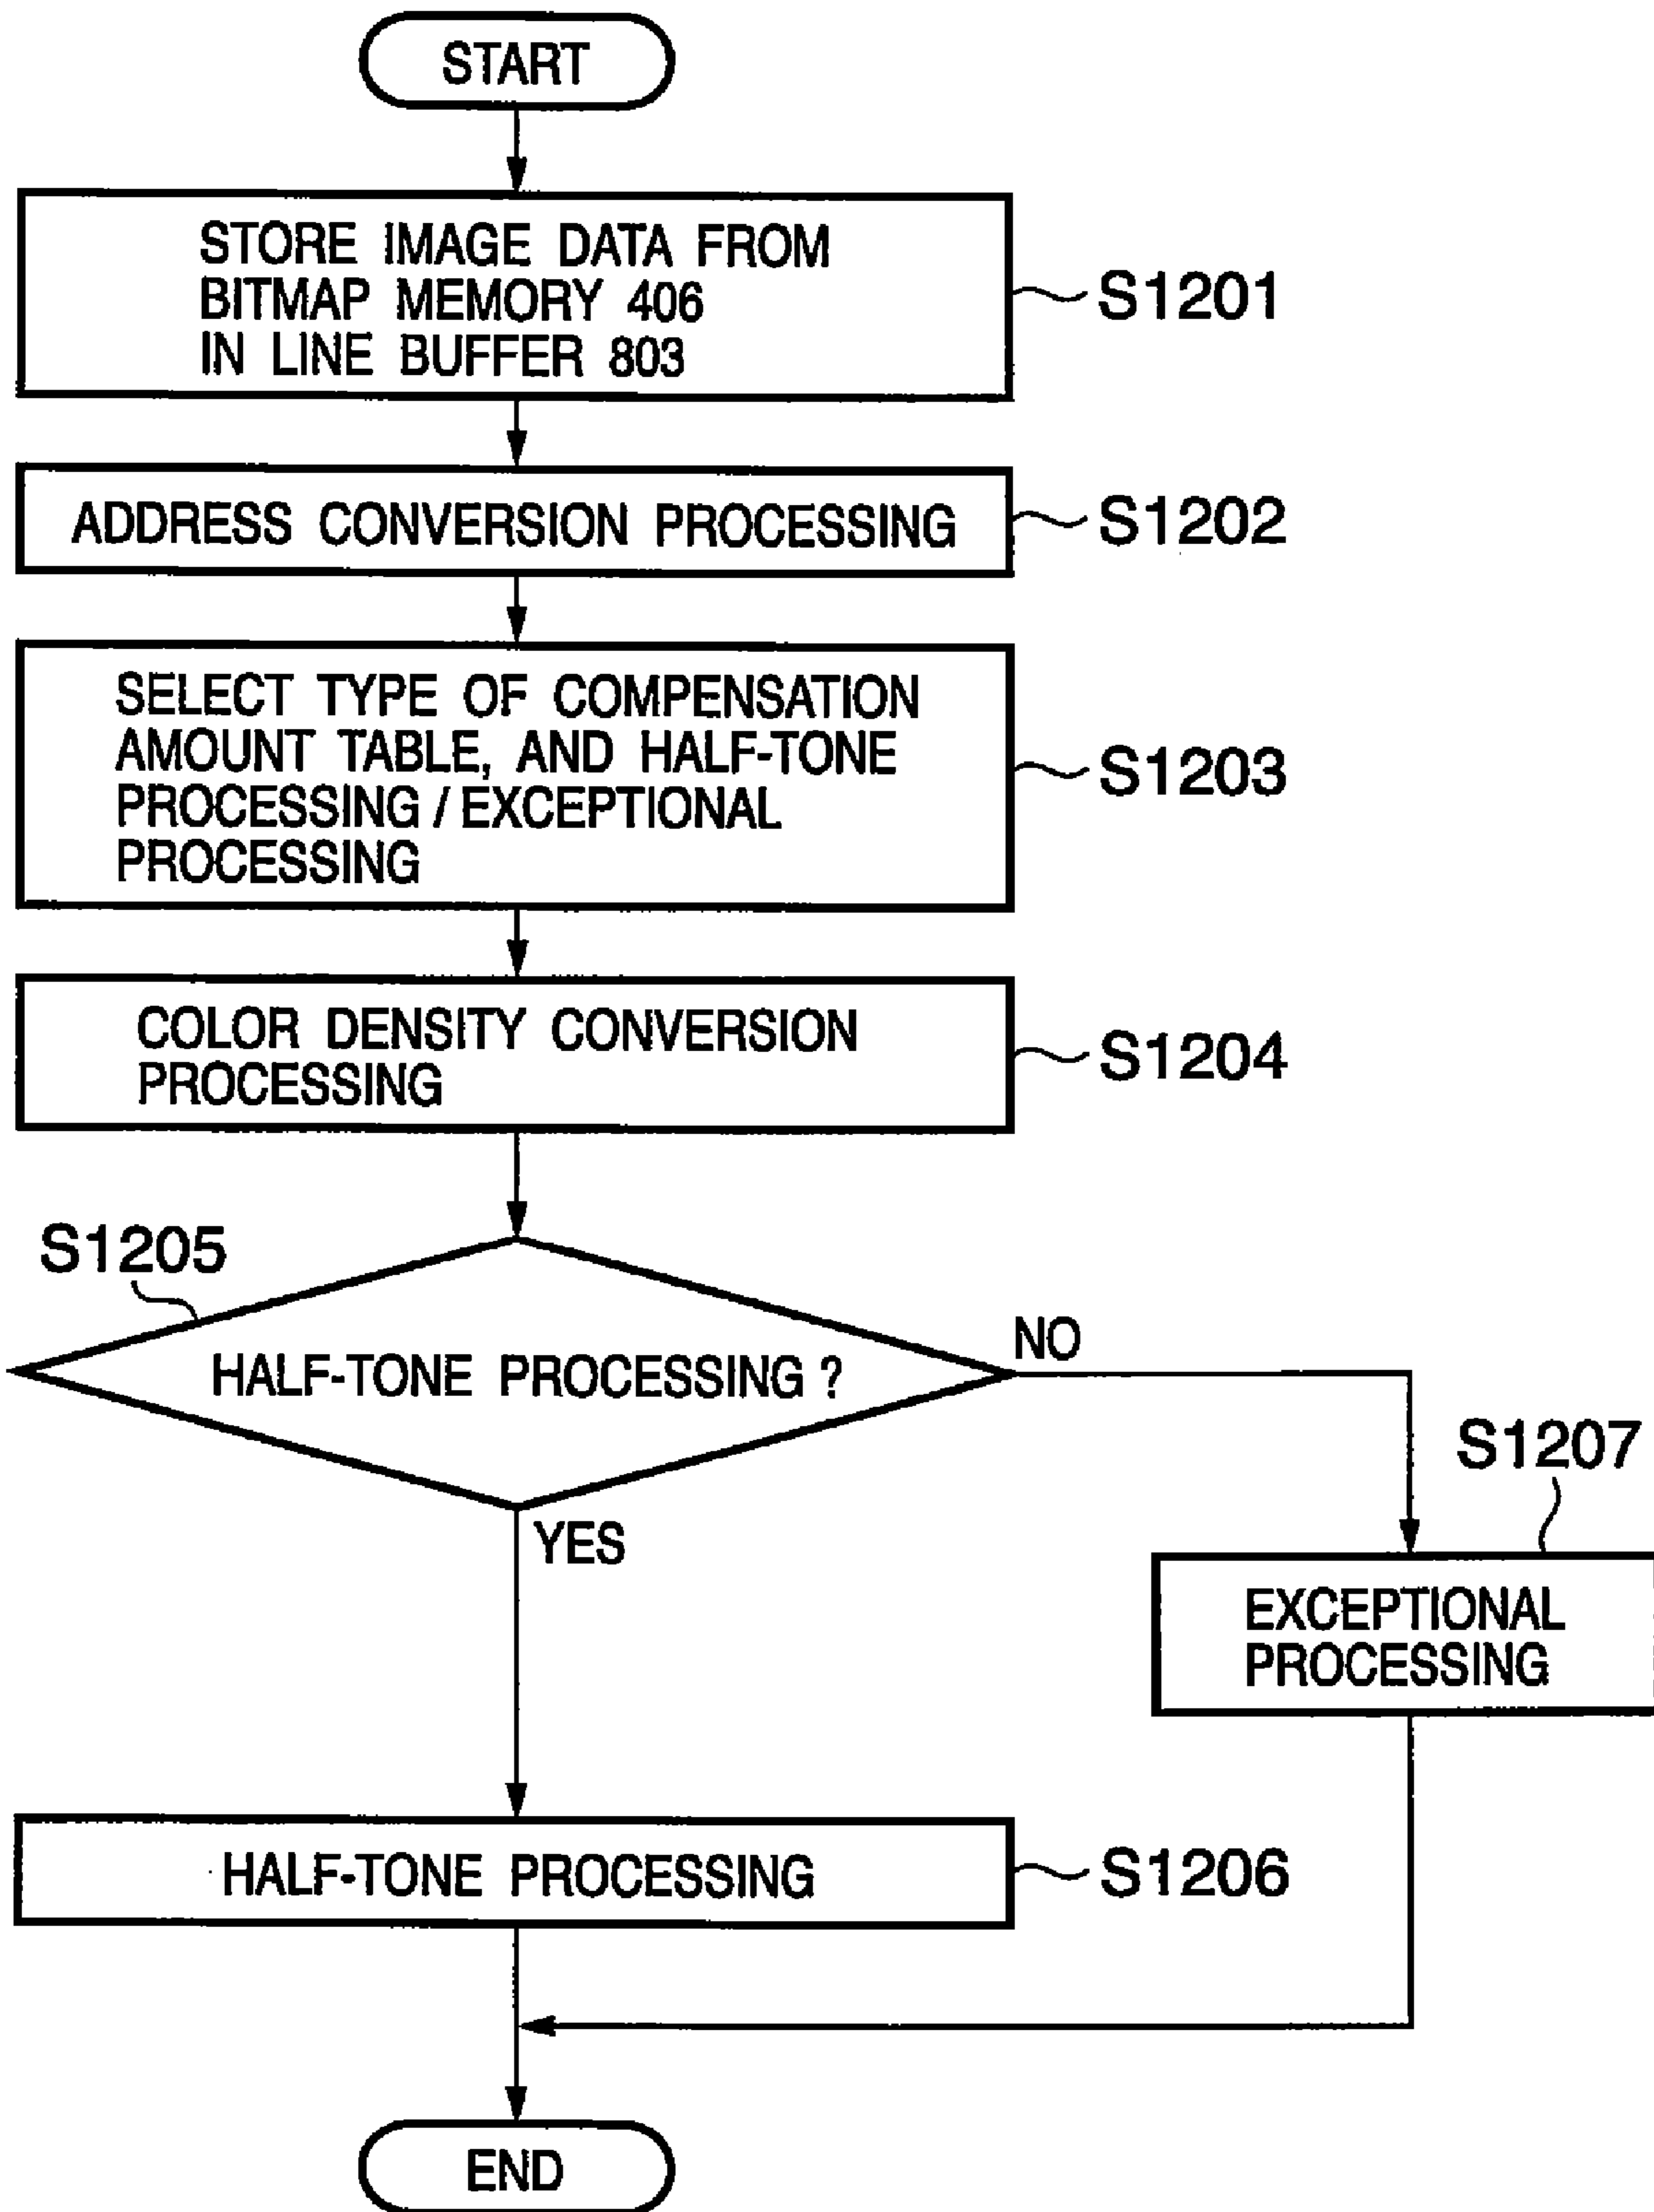 START
STORE IMAGE DATA FROM
BITMAP MEMORY 406
IN LINE BUFFER 803
S1201
ADDRESS CONVERSION PROCESSING
S1202
SELECT TYPE OF COMPENSATION
AMOUNT TABLE, AND HALF-TONE
PROCESSING / EXCEPTIONAL
PROCESSING
S1203
COLOR DENSITY CONVERSION
PROCESSING
S1204
S1205
HALF-TONE PROCESSING ?
NO
YES
S1207
EXCEPTIONAL
PROCESSING
HALF-TONE PROCESSING
S1206
END